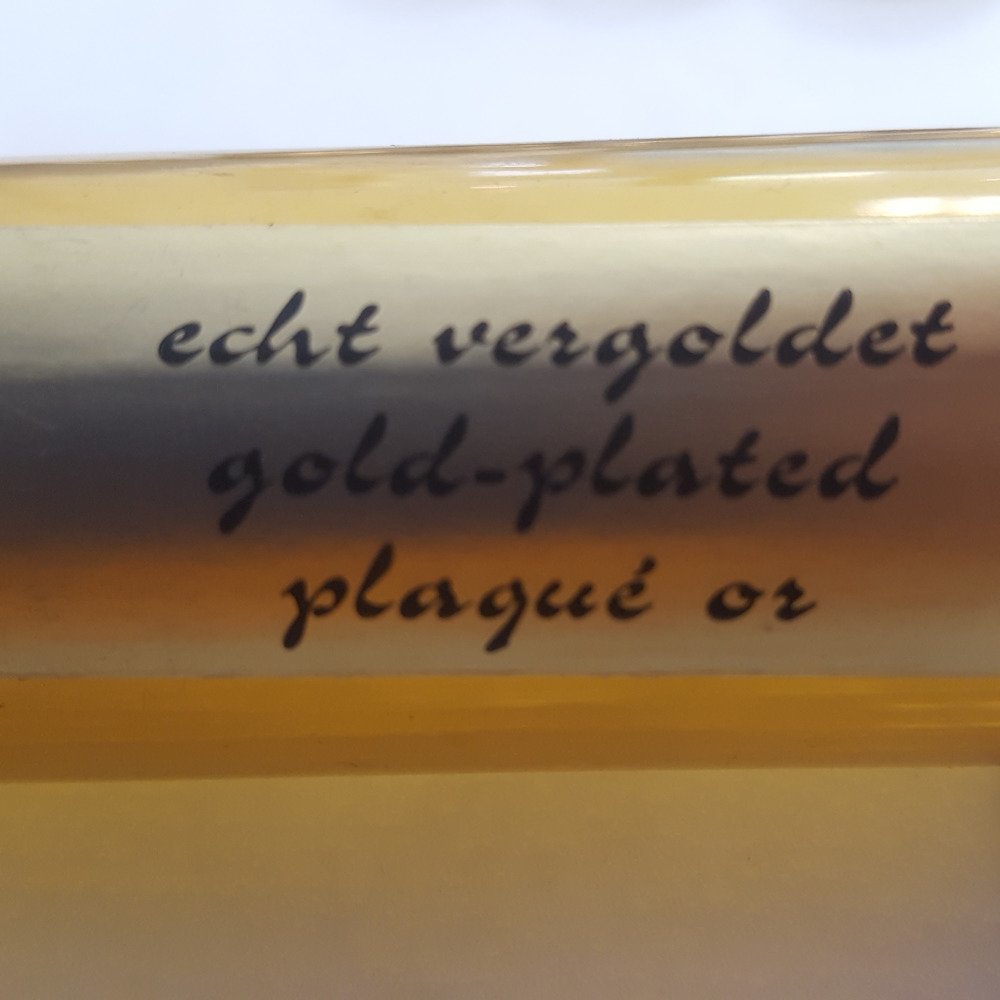 echt vergoldet
gold-plated
plaqué or